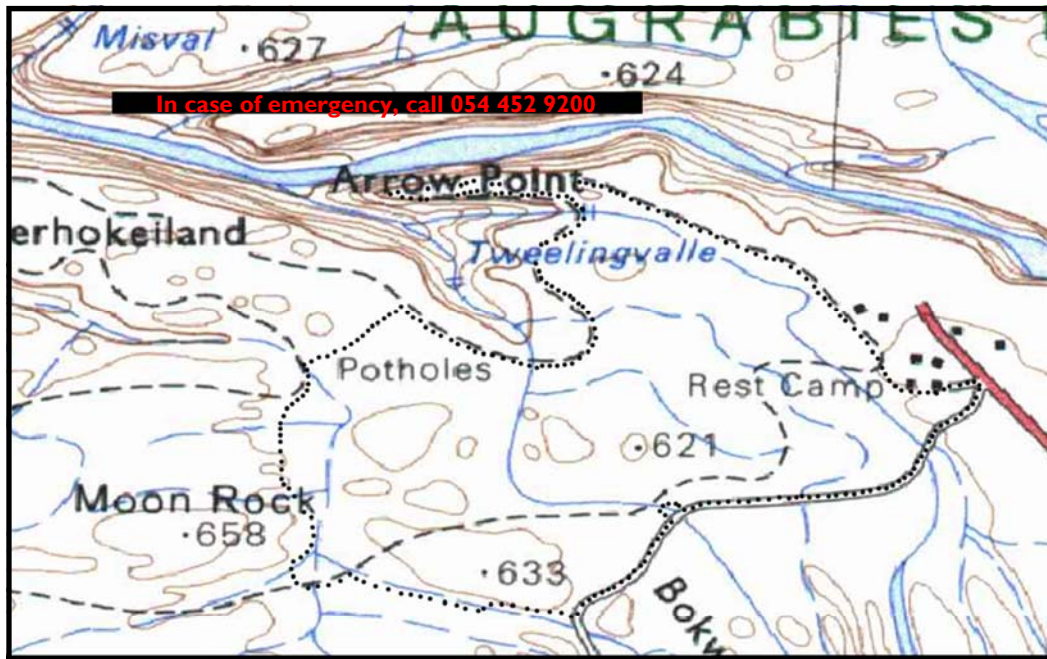 AUGRABIES
Misval
627
624
In case of emergency, call 054 452 9200
Arrow Point
erhokeiland
Tweelingvalle
Potholes
Rest Camp
621
Moon Rock
658
633
Bokw